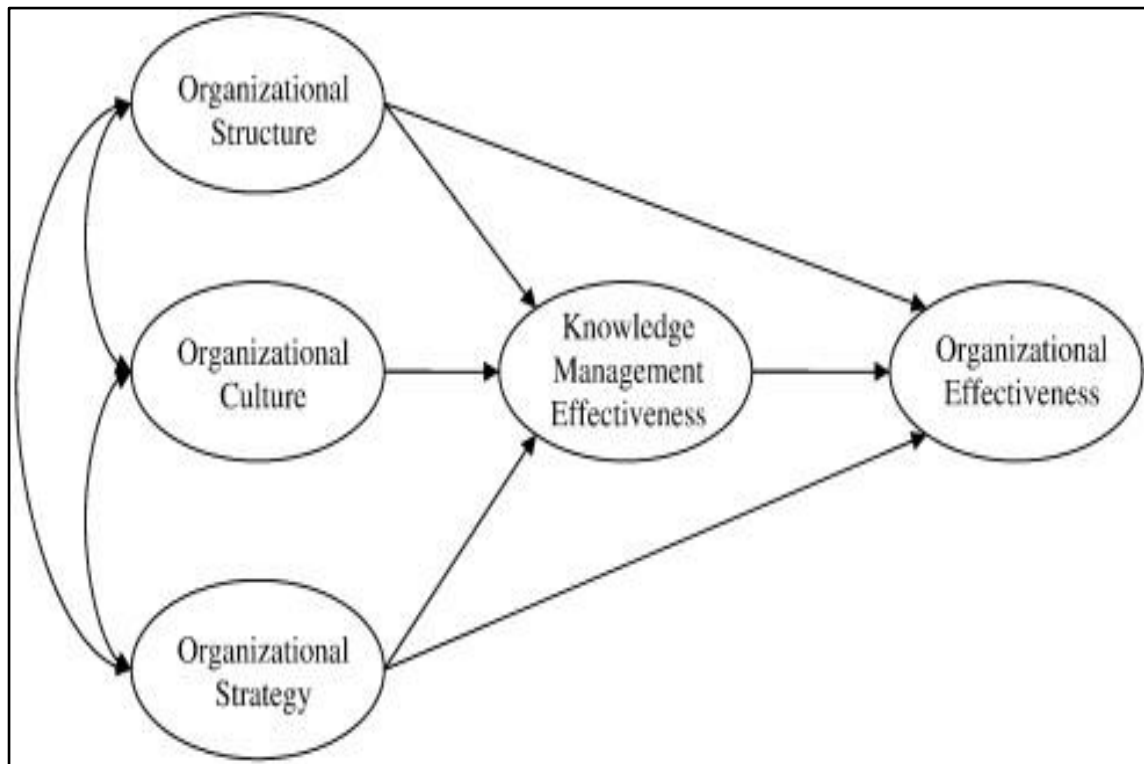 Organizational
Structure
Organizational
Culture
Knowledge
Management
Effectiveness
Organizational
Effectiveness
Organizational
Strategy